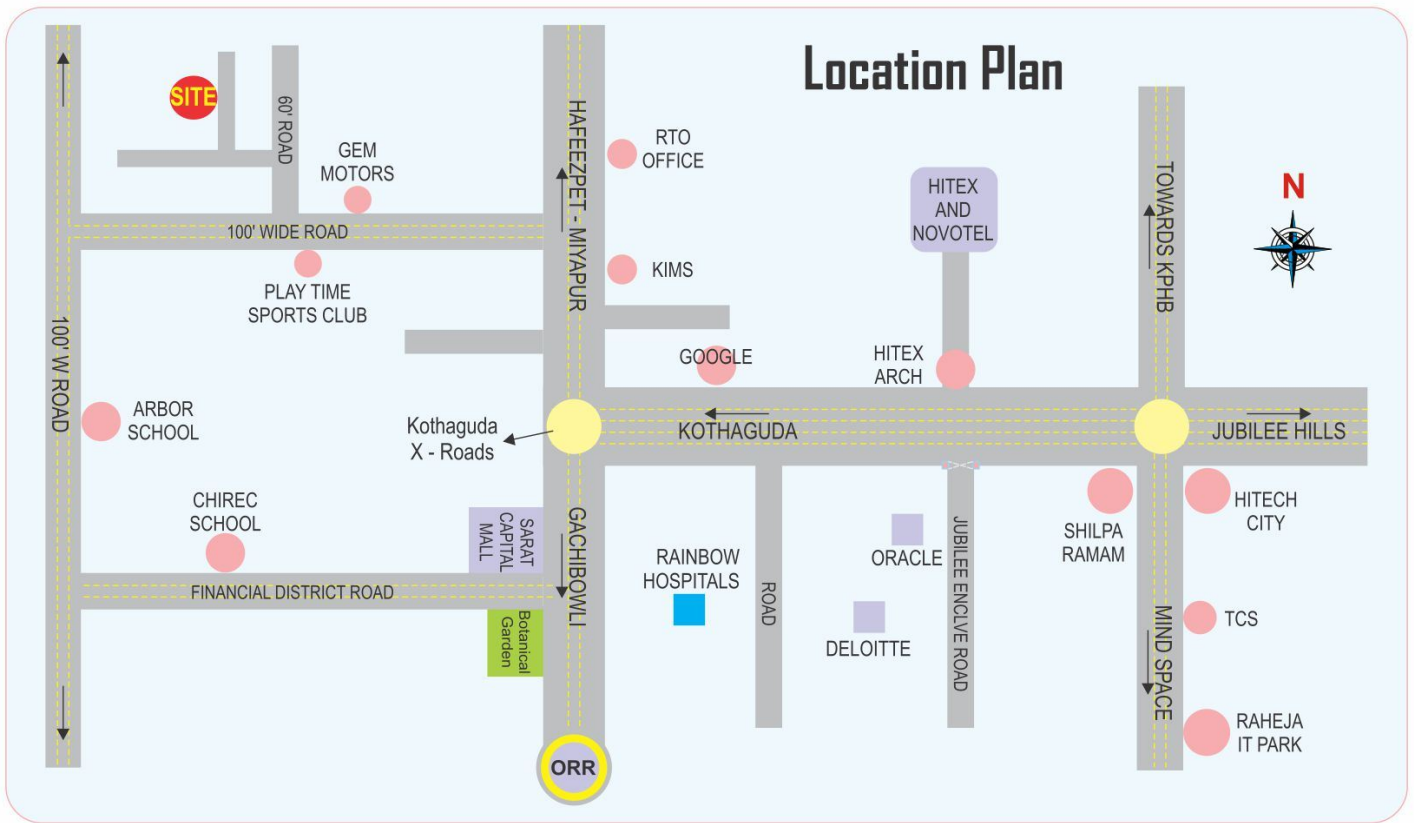 Location Plan
N
SITE
60' ROAD
GEM
MOTORS
100' WIDE ROAD
PLAY TIME
SPORTS CLUB
100' W ROAD
ARBOR
SCHOOL
CHIREC
SCHOOL
FINANCIAL DISTRICT ROAD
HAFEEZPET - MIYAPUR
RTO
OFFICE
KIMS
GOOGLE
Kothaguda
X - Roads
KOTHAGUDA
SARAT
CAPITAL
MALL
Botanical
Garden
GACHIBOWLI
ORR
HITEX
AND
NOVOTEL
HITEX
ARCH
RAINBOW
HOSPITALS
ROAD
ORACLE
DELOITTE
JUBILEE ENCLVE ROAD
TOWARDS KPHB
JUBILEE HILLS
SHILPA
RAMAM
HITECH
CITY
MIND SPACE
TCS
RAHEJA
IT PARK